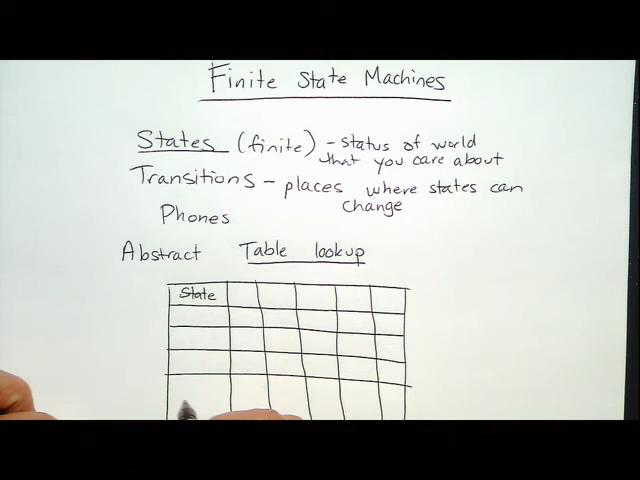 Finite State Machines
States (finite) - status of world
that you care about
Transitions - places where states can
change
Phones
Abstract Table lookup
State